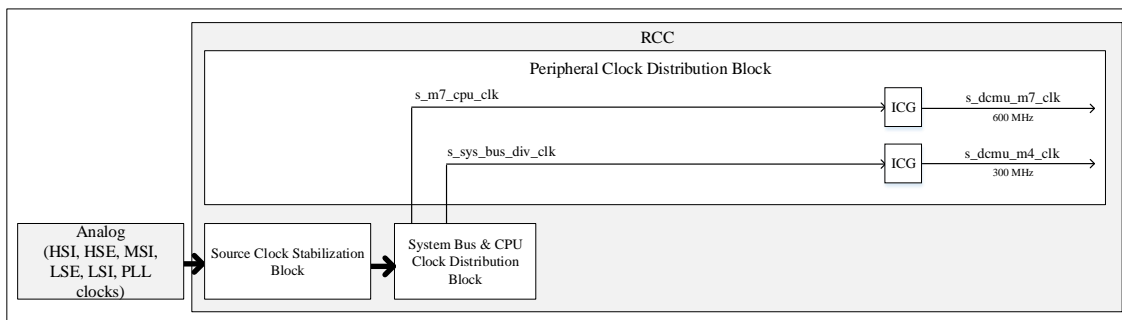 RCC
Peripheral Clock Distribution Block
s_m7_cpu_clk
ICG
s_dcmu_m7_clk
600 MHz
s_sys_bus_div_clk
ICG
s_dcmu_m4_clk
300 MHz
Analog
(HSI, HSE, MSI,
LSE, LSI, PLL
clocks)
Source Clock Stabilization
Block
System Bus & CPU
Clock Distribution
Block